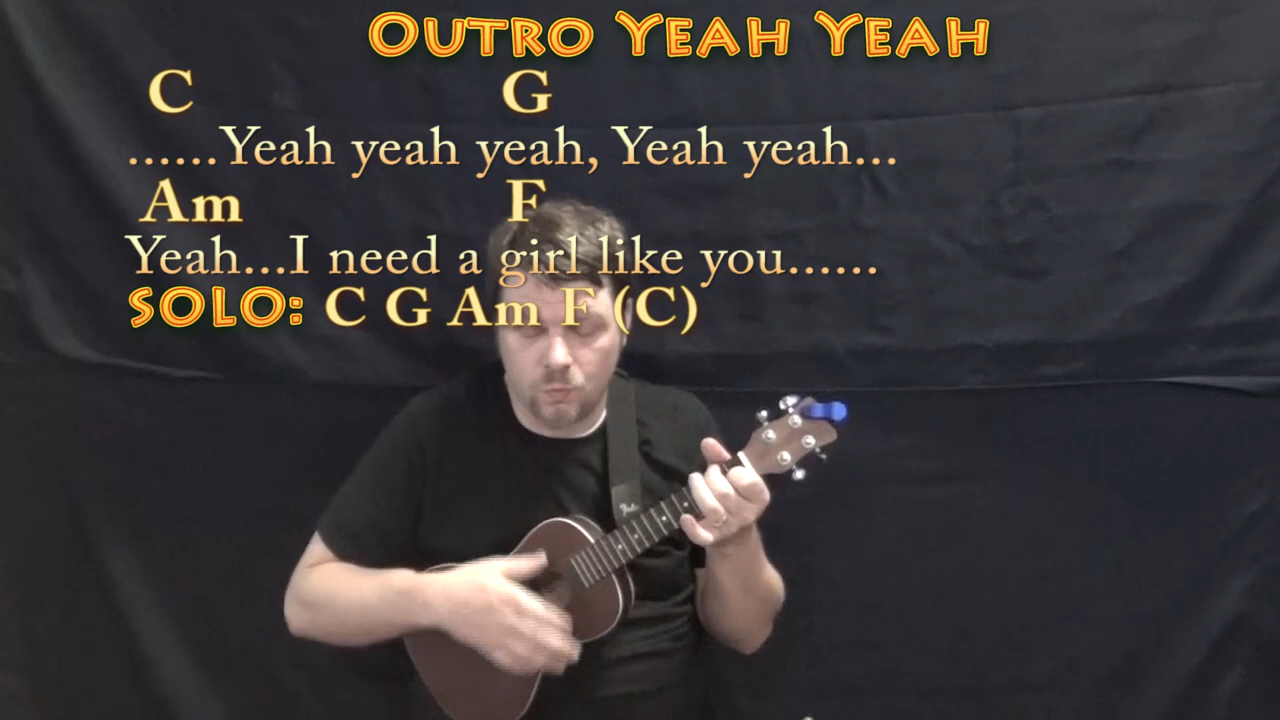 OUTRO YEAH YEAH
C G
......Yeah yeah yeah, Yeah yeah...
Am F
Yeah...I need a girl like you......
SOLO: C G Am F (C)